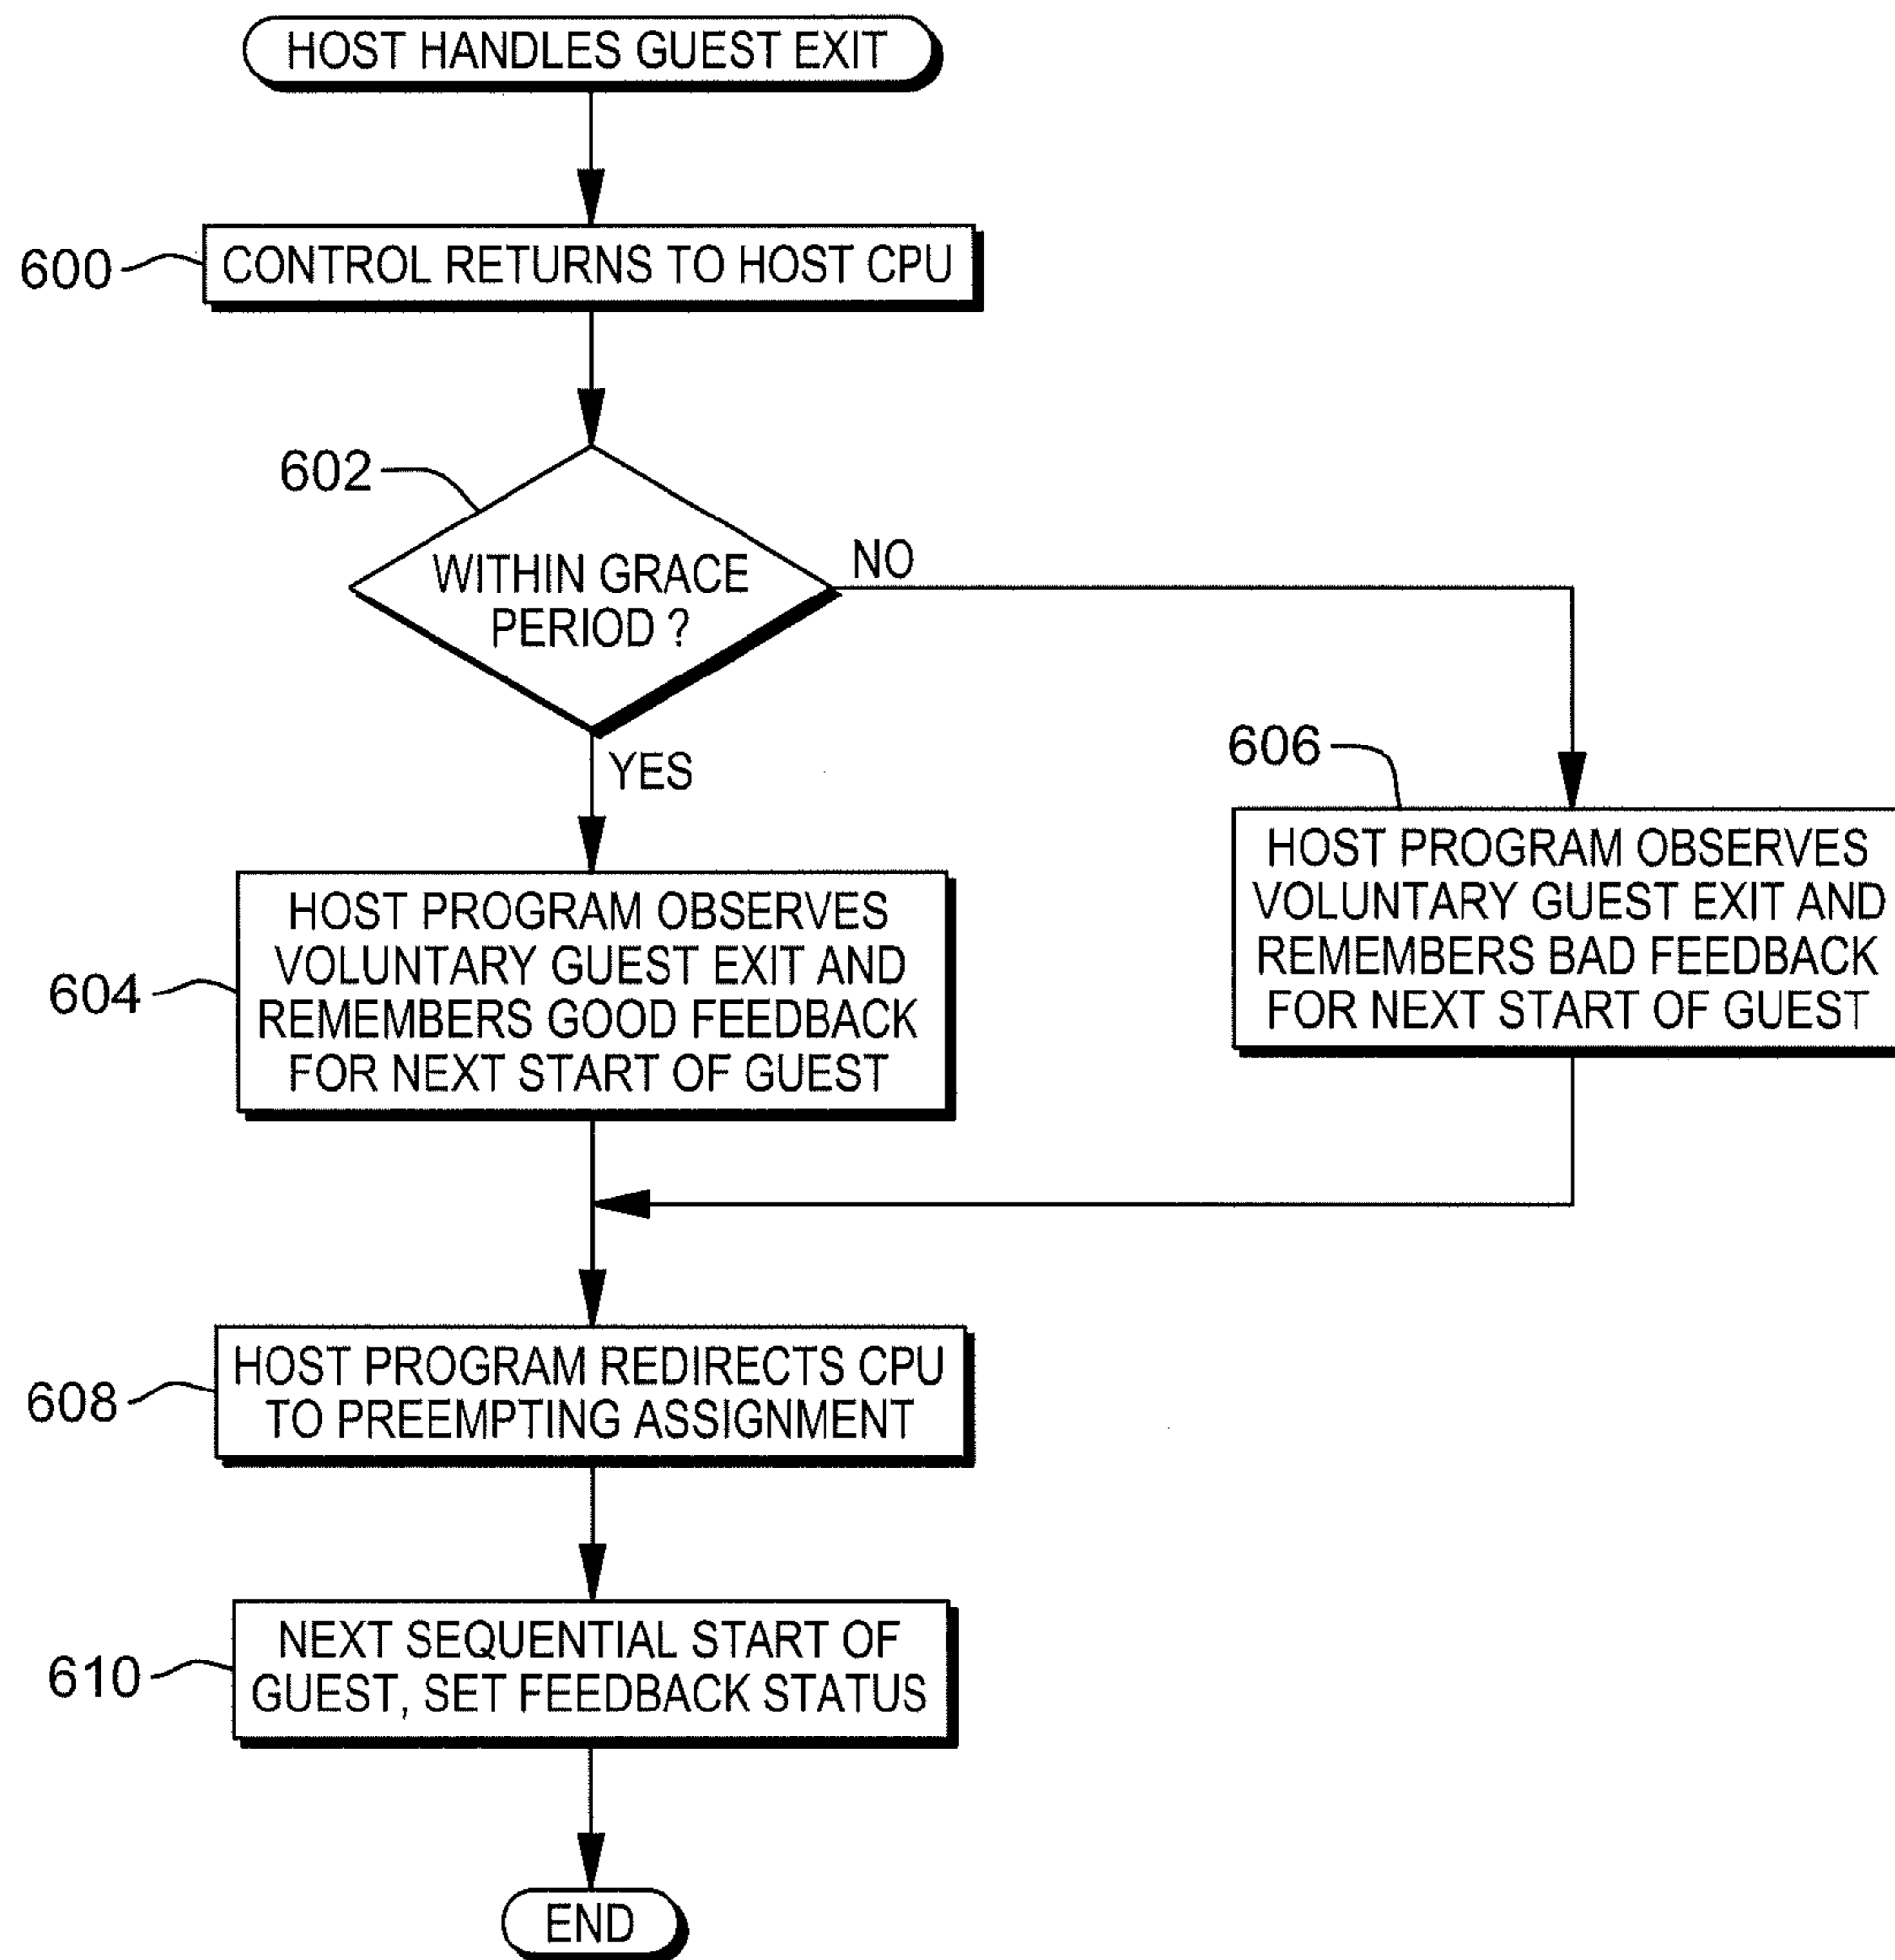 HOST HANDLES GUEST EXIT
600
CONTROL RETURNS TO HOST CPU
602
WITHIN GRACE
PERIOD ?
NO
YES
604
HOST PROGRAM OBSERVES
VOLUNTARY GUEST EXIT AND
REMEMBERS GOOD FEEDBACK
FOR NEXT START OF GUEST
606
HOST PROGRAM OBSERVES
VOLUNTARY GUEST EXIT AND
REMEMBERS BAD FEEDBACK
FOR NEXT START OF GUEST
608
HOST PROGRAM REDIRECTS CPU
TO PREEMPTING ASSIGNMENT
610
NEXT SEQUENTIAL START OF
GUEST, SET FEEDBACK STATUS
END